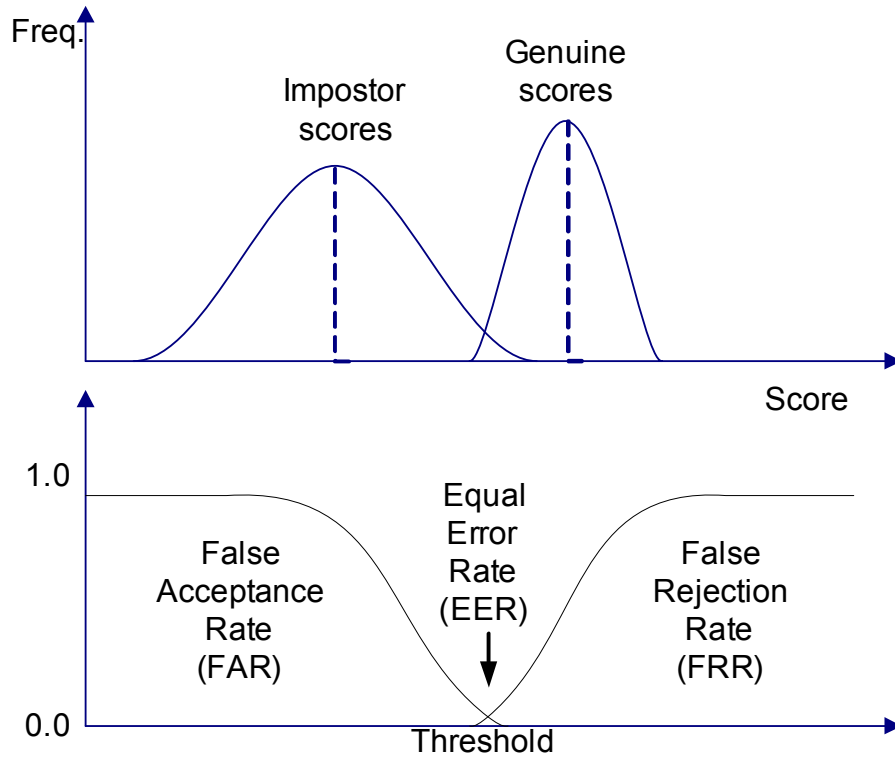 Freq.
Impostor
scores
Genuine
scores
Score
1.0
False
Acceptance
Rate
(FAR)
Equal
Error
Rate
(EER)
False
Rejection
Rate
(FRR)
0.0
Threshold